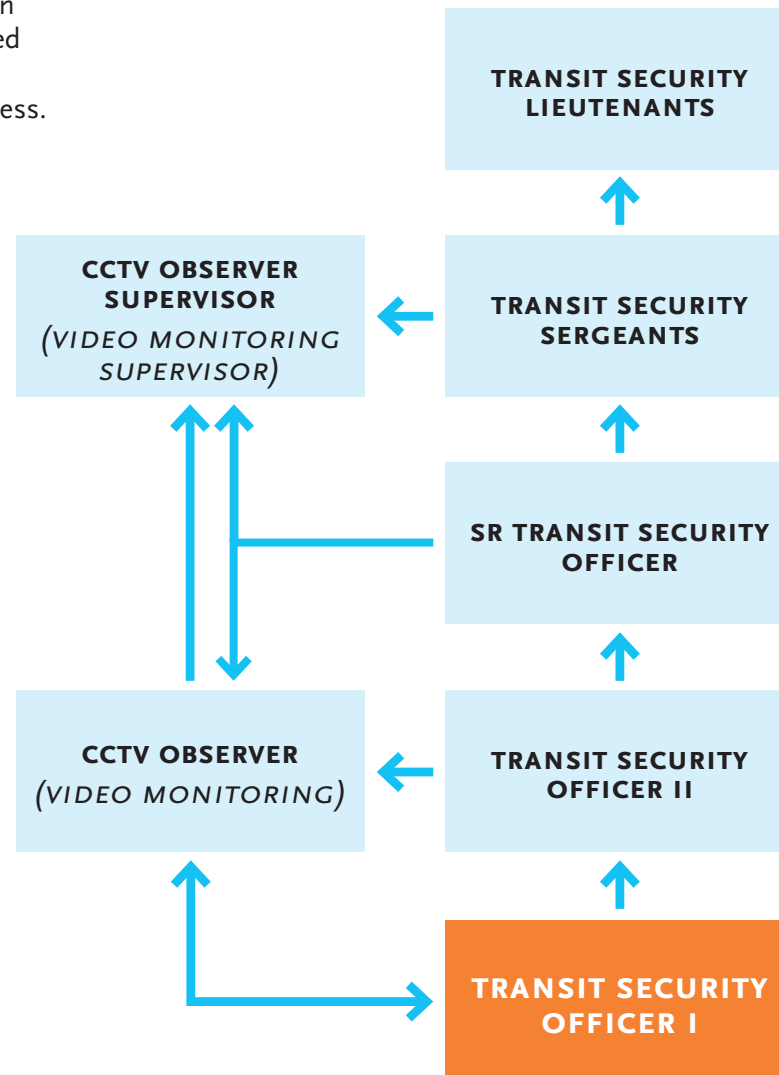 TRANSIT SECURITY
LIEUTENANTS
CCTV OBSERVER
SUPERVISOR
(VIDEO MONITORING
SUPERVISOR)
TRANSIT SECURITY
SERGEANTS
SR TRANSIT SECURITY
OFFICER
CCTV OBSERVER
(VIDEO MONITORING)
TRANSIT SECURITY
OFFICER II
TRANSIT SECURITY
OFFICER I